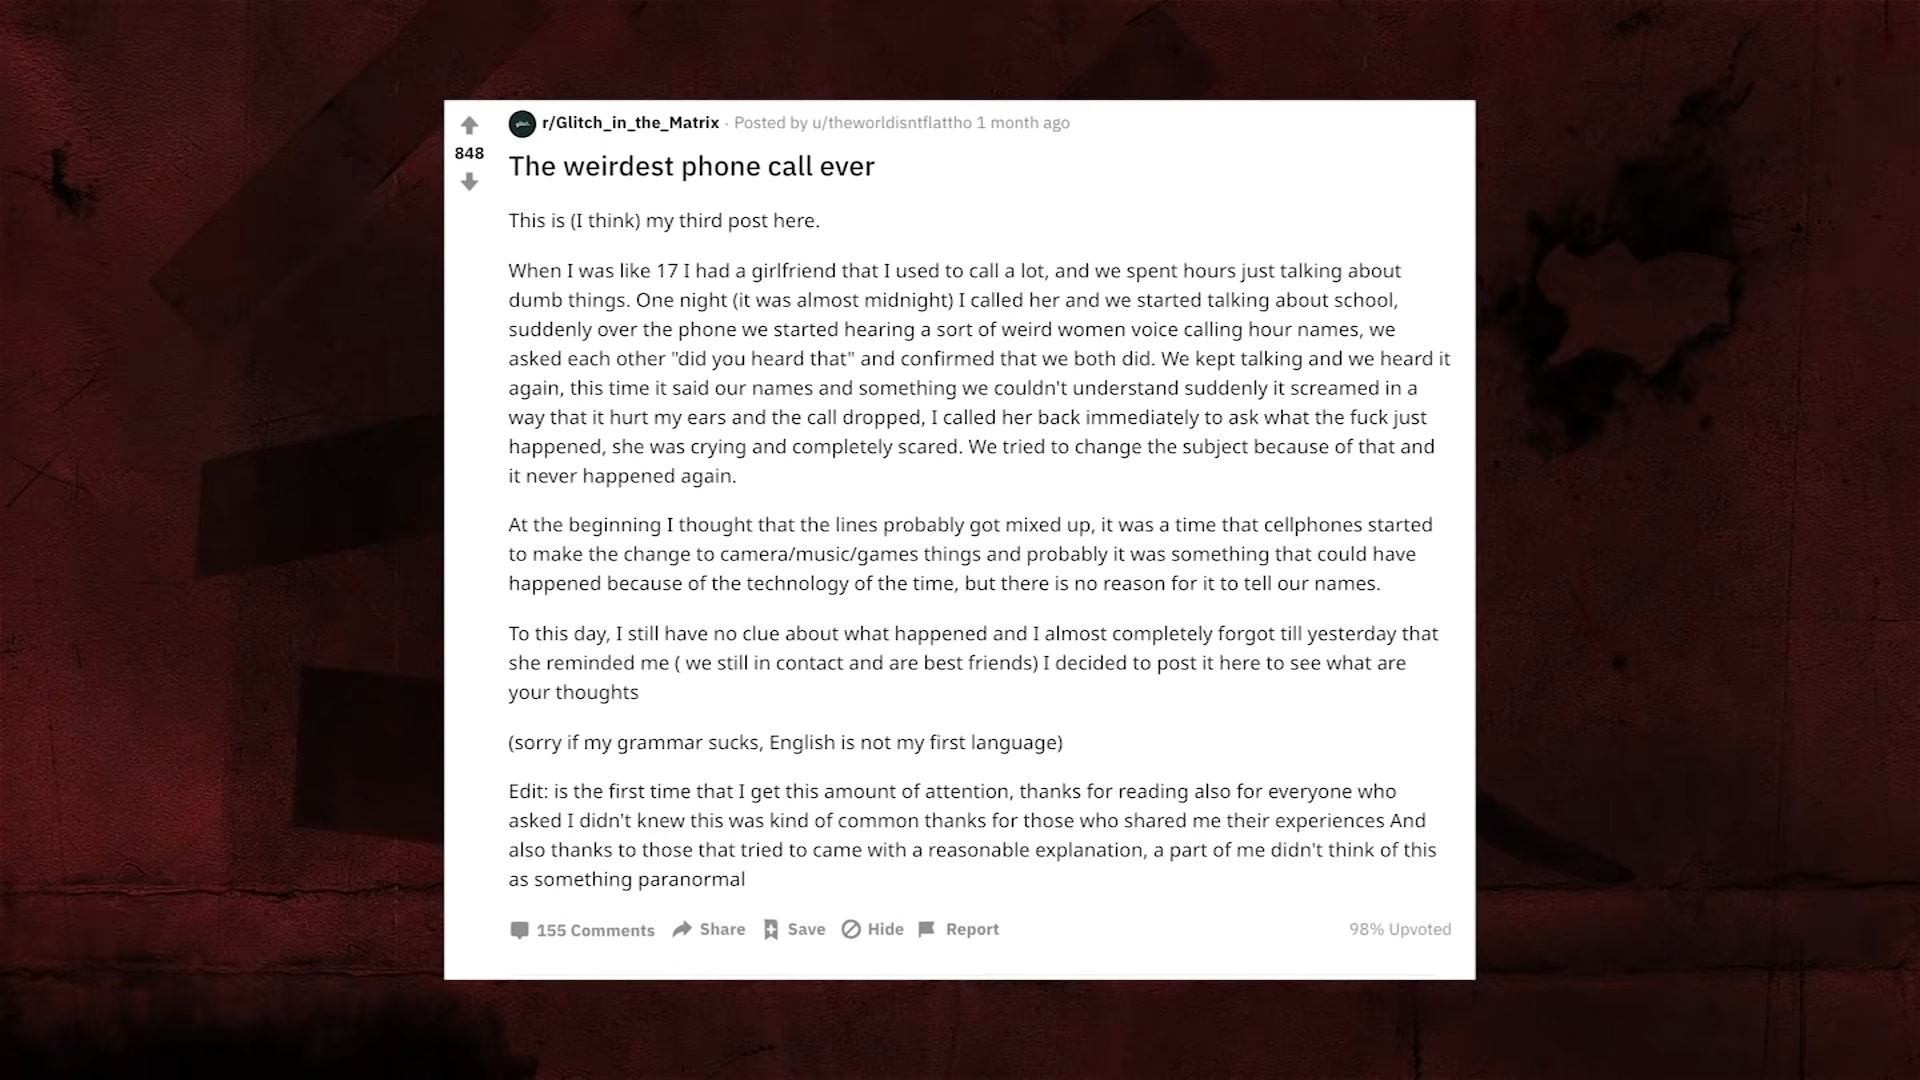 r/Glitch_in_the_Matrix · Posted by u/theworldisntflattho 1 month ago
848
The weirdest phone call ever
This is (I think) my third post here.
When I was like 17 I had a girlfriend that I used to call a lot, and we spent hours just talking about
dumb things. One night (it was almost midnight) I called her and we started talking about school,
suddenly over the phone we started hearing a sort of weird women voice calling hour names, we
asked each other "did you heard that" and confirmed that we both did. We kept talking and we heard it
again, this time it said our names and something we couldn't understand suddenly it screamed in a
way that it hurt my ears and the call dropped, I called her back immediately to ask what the fuck just
happened, she was crying and completely scared. We tried to change the subject because of that and
it never happened again.
At the beginning I thought that the lines probably got mixed up, it was a time that cellphones started
to make the change to camera/music/games things and probably it was something that could have
happened because of the technology of the time, but there is no reason for it to tell our names.
To this day, I still have no clue about what happened and I almost completely forgot till yesterday that
she reminded me ( we still in contact and are best friends) I decided to post it here to see what are
your thoughts
(sorry if my grammar sucks, English is not my first language)
Edit: is the first time that I get this amount of attention, thanks for reading also for everyone who
asked I didn't knew this was kind of common thanks for those who shared me their experiences And
also thanks to those that tried to came with a reasonable explanation, a part of me didn't think of this
as something paranormal
155 Comments Share Save Hide Report 98% Upvoted